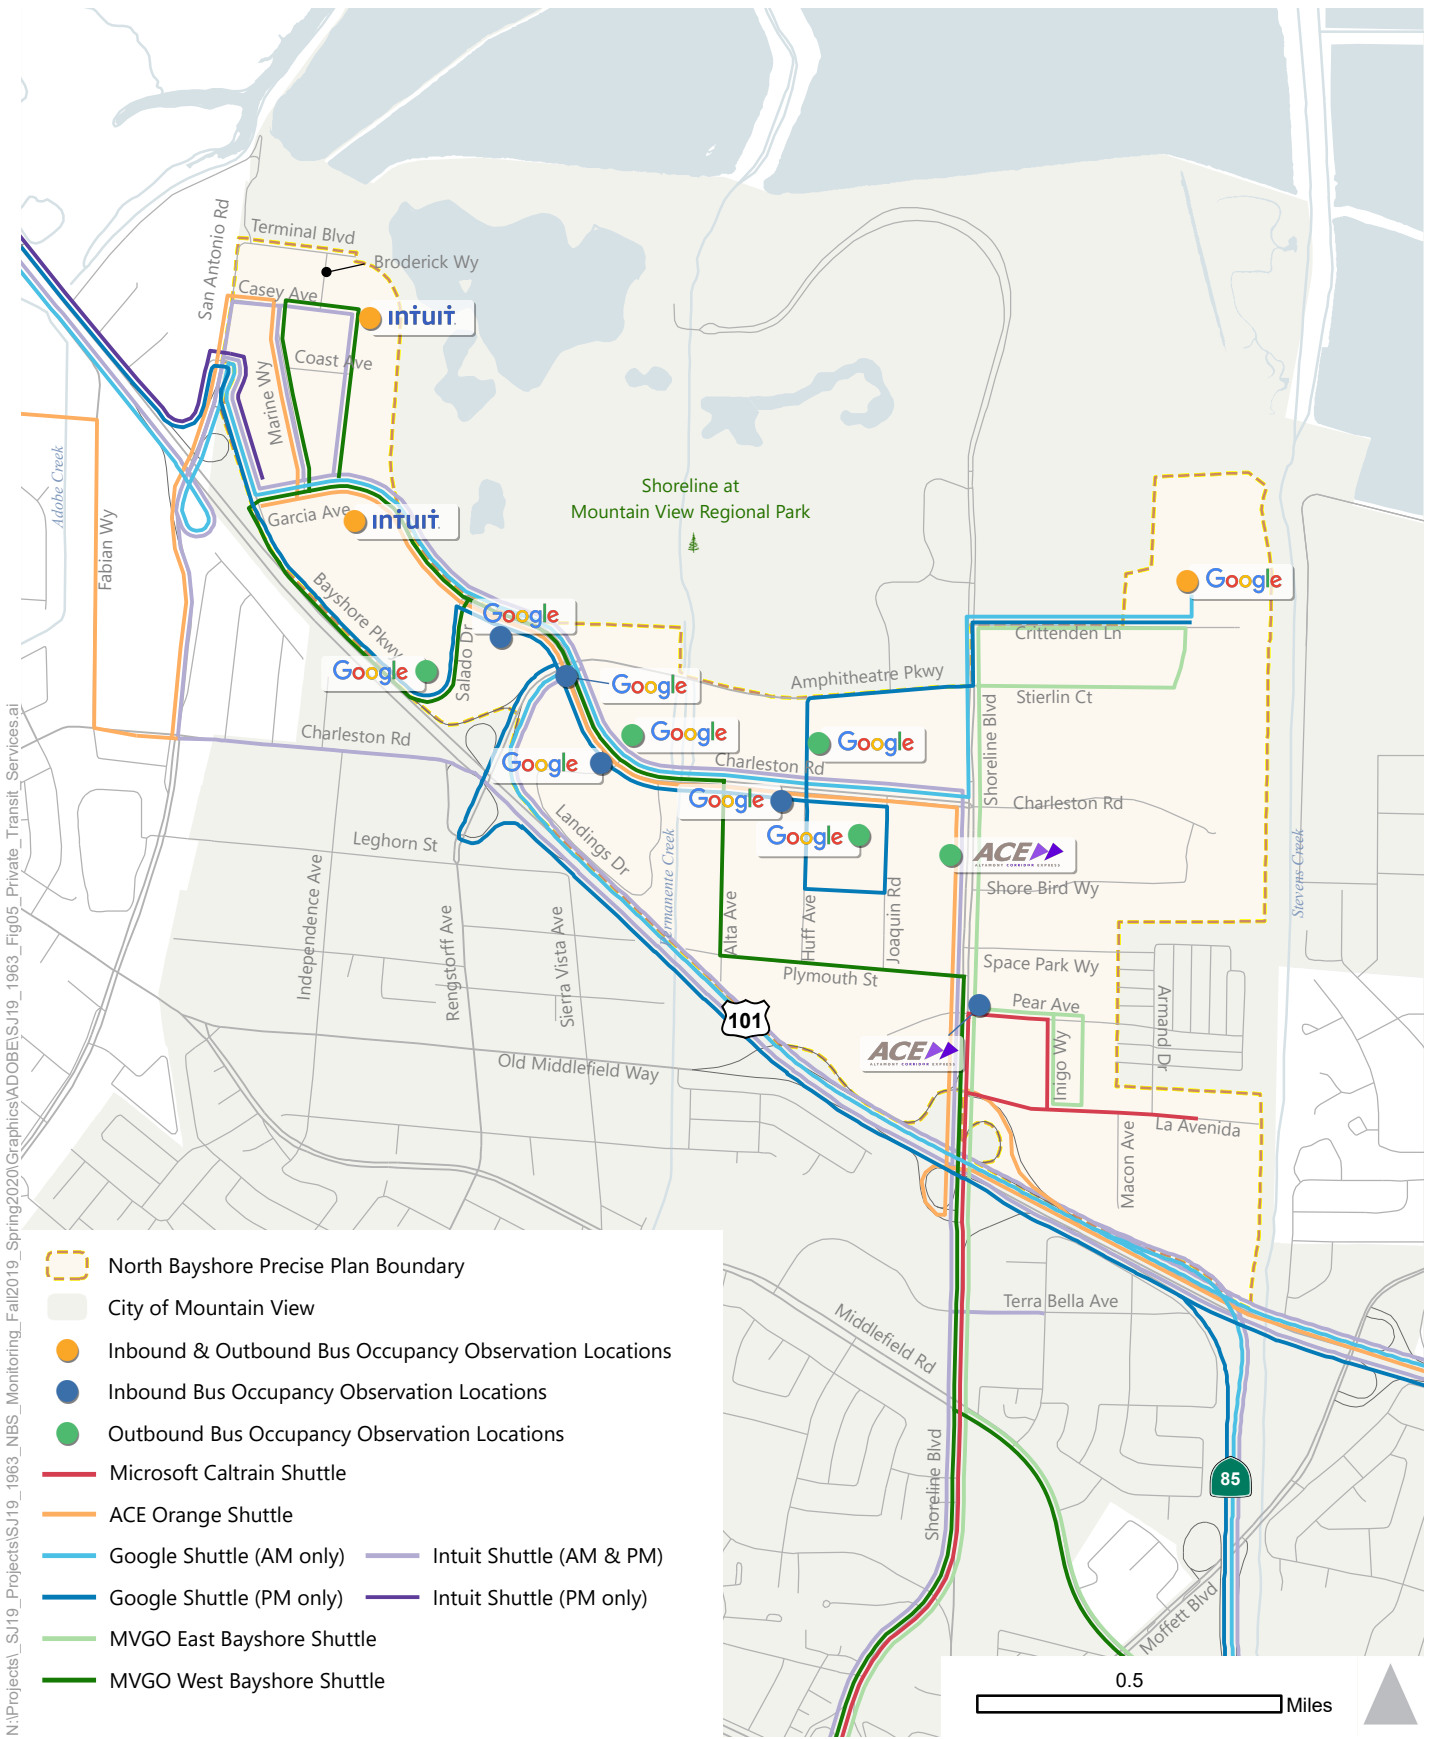 Terminal Blvd
San Antonio Rd
Broderick Wy
Casey Ave
intuit.
Coast Ave
Marine Wy
Adobe Creek
Shoreline at
Mountain View Regional Park
Garcia Ave
intuit.
Fabian Wy
Bayshore Pkwy
Google
Google
Crittenden Ln
Salado Dr
Google
Google
Amphitheatre Pkwy
Stierlin Ct
Shoreline Blvd
Charleston Rd
Google
Google
Google
Charleston Rd
Google
Charleston Rd
Landings Dr
Leghorn St
Permanente Creek
Google
ACE
ALTAMONT CORRIDOR EXPRESS
Stevens Creek
Shore Bird Wy
Independence Ave
Rengstorff Ave
Sierra Vista Ave
Alta Ave
Huff Ave
Joaquin Rd
Plymouth St
Space Park Wy
Pear Ave
Armand Dr
101
ACE
ALTAMONT CORRIDOR EXPRESS
Inigo Wy
Old Middlefield Way
La Avenida
Macon Ave
Terra Bella Ave
Middlefield Rd
Shoreline Blvd
85
Moffett Blvd
North Bayshore Precise Plan Boundary
City of Mountain View
Inbound & Outbound Bus Occupancy Observation Locations
Inbound Bus Occupancy Observation Locations
Outbound Bus Occupancy Observation Locations
Microsoft Caltrain Shuttle
ACE Orange Shuttle
Google Shuttle (AM only)
Intuit Shuttle (AM & PM)
Google Shuttle (PM only)
Intuit Shuttle (PM only)
MVGO East Bayshore Shuttle
MVGO West Bayshore Shuttle
0.5
Miles
N:\Projects\_SJ19_Projects\SJ19_1963_NBS_Monitoring_Fall2019_Spring2020\Graphics\ADOBE\SJ19_1963_Fig05_Private_Transit_Services.ai